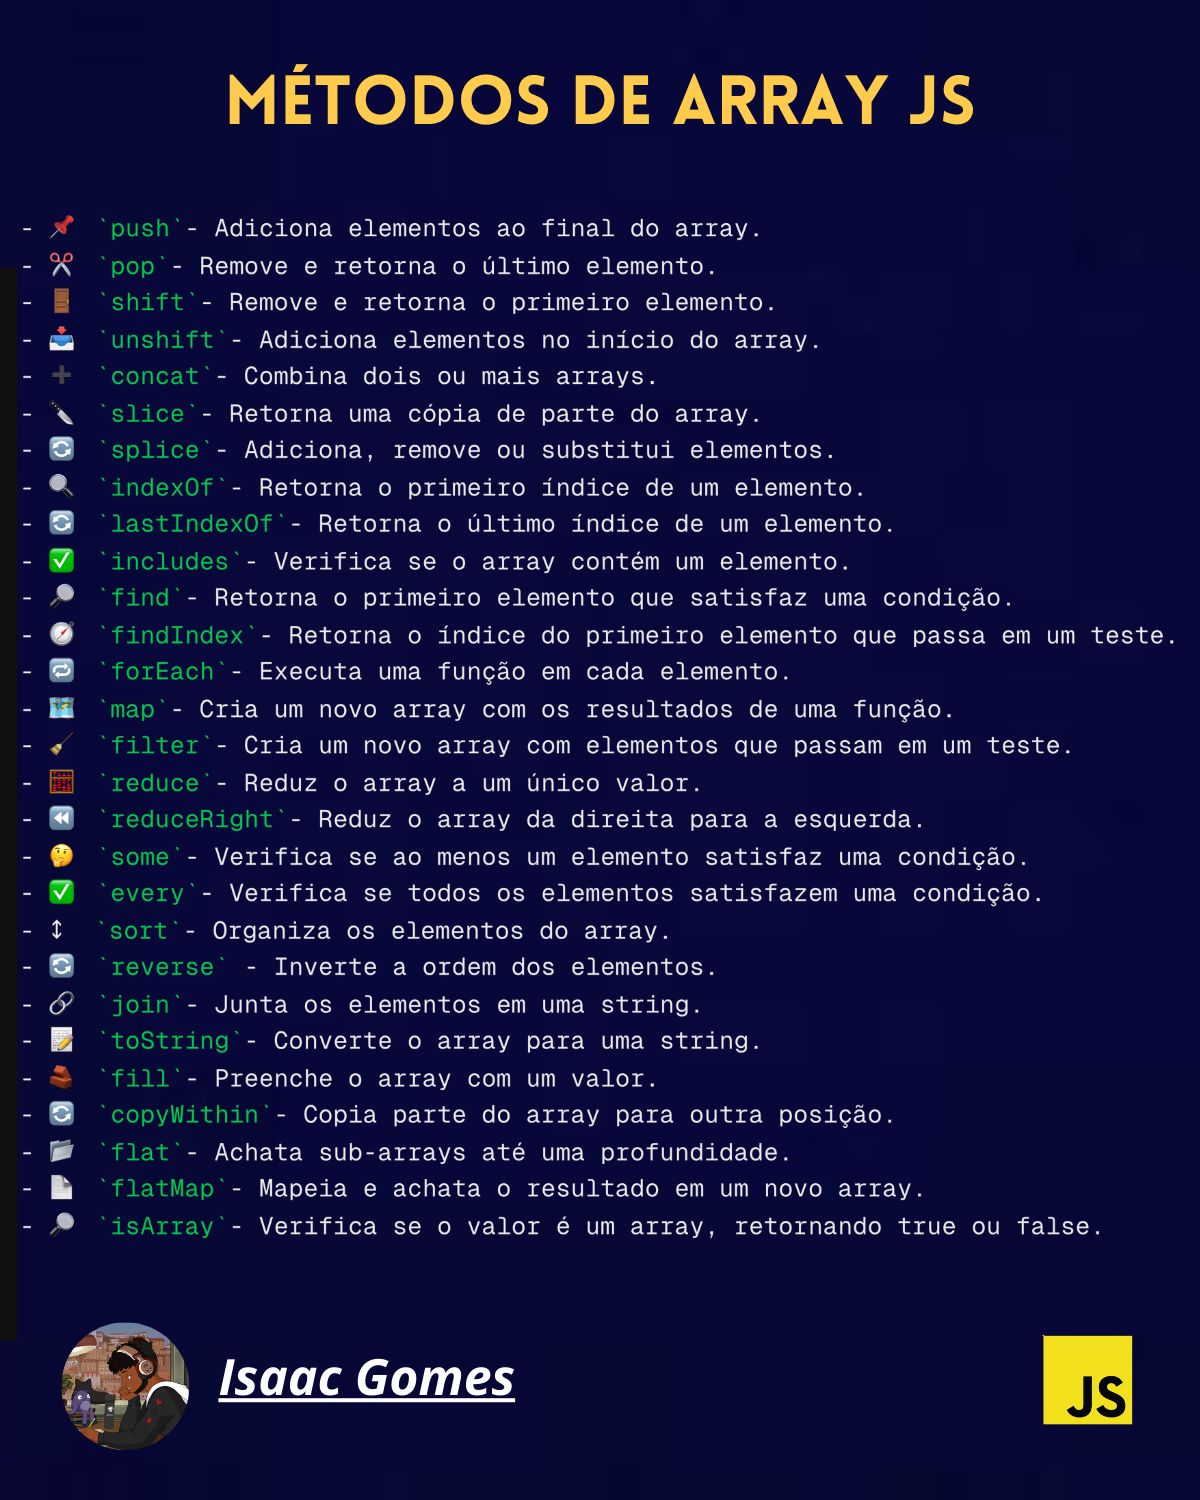 MÉTODOS DE ARRAY JS
- 📌 `push`- Adiciona elementos ao final do array.
- ✂️ `pop`- Remove e retorna o último elemento.
- 🚪 `shift`- Remove e retorna o primeiro elemento.
- 📥 `unshift`- Adiciona elementos no início do array.
- ➕ `concat`- Combina dois ou mais arrays.
- 🔪 `slice`- Retorna uma cópia de parte do array.
- 🔄 `splice`- Adiciona, remove ou substitui elementos.
- 🔍 `indexOf`- Retorna o primeiro índice de um elemento.
- 🔄 `lastIndexOf`- Retorna o último índice de um elemento.
- ✅ `includes`- Verifica se o array contém um elemento.
- 🔎 `find`- Retorna o primeiro elemento que satisfaz uma condição.
- 🧭 `findIndex`- Retorna o índice do primeiro elemento que passa em um teste.
- 🔁 `forEach`- Executa uma função em cada elemento.
- 🗺️ `map`- Cria um novo array com os resultados de uma função.
- 🧹 `filter`- Cria um novo array com elementos que passam em um teste.
- 🧮 `reduce`- Reduz o array a um único valor.
- ⏪ `reduceRight`- Reduz o array da direita para a esquerda.
- 🤔 `some`- Verifica se ao menos um elemento satisfaz uma condição.
- ✅ `every`- Verifica se todos os elementos satisfazem uma condição.
- ↕ `sort`- Organiza os elementos do array.
- 🔄 `reverse` - Inverte a ordem dos elementos.
- 🔗 `join`- Junta os elementos em uma string.
- 📝 `toString`- Converte o array para uma string.
- 🧱 `fill`- Preenche o array com um valor.
- 🔄 `copyWithin`- Copia parte do array para outra posição.
- 📂 `flat`- Achata sub-arrays até uma profundidade.
- 📄 `flatMap`- Mapeia e achata o resultado em um novo array.
- 🔎 `isArray`- Verifica se o valor é um array, retornando true ou false.
Isaac Gomes
JS